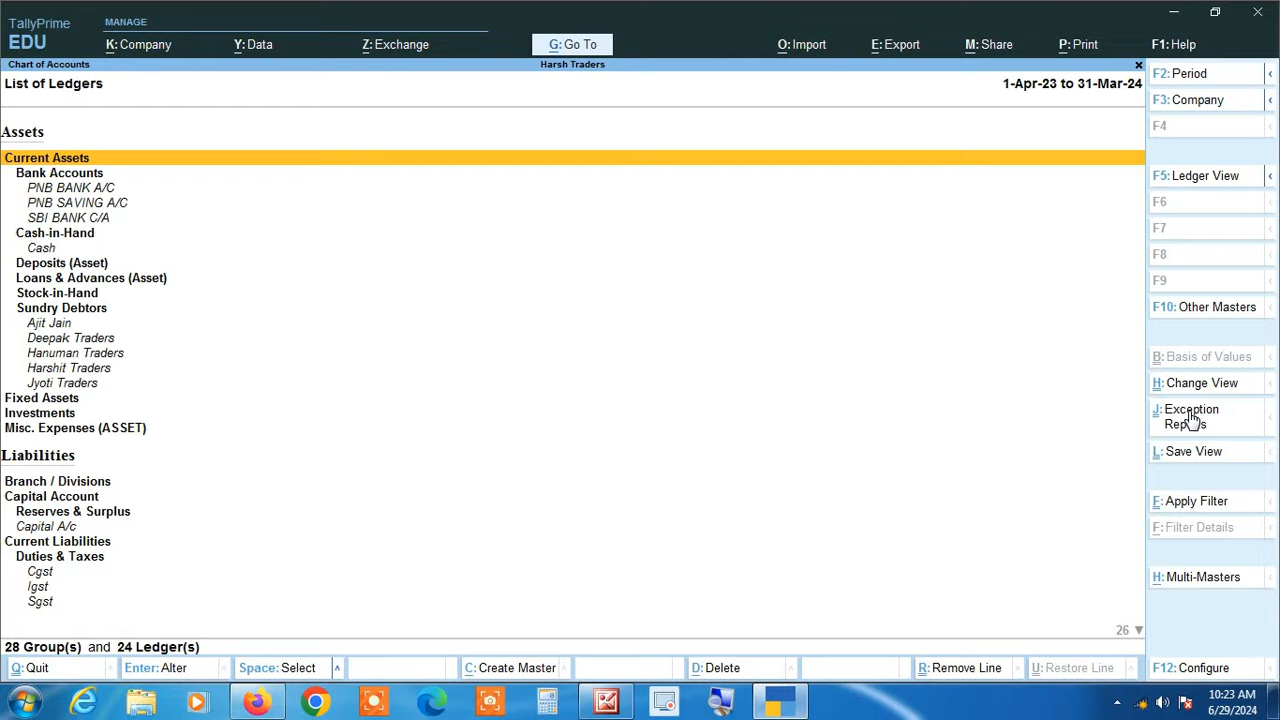 TallyPrime
EDU
MANAGE
K: Company
Y: Data
Z: Exchange
G: Go To
O: Import
E: Export
M: Share
P: Print
F1: Help
Chart of Accounts
Harsh Traders
List of Ledgers
1-Apr-23 to 31-Mar-24
Assets
Current Assets
Bank Accounts
PNB BANK A/C
PNB SAVING A/C
SBI BANK C/A
Cash-in-Hand
Cash
Deposits (Asset)
Loans & Advances (Asset)
Stock-in-Hand
Sundry Debtors
Ajit Jain
Deepak Traders
Hanuman Traders
Harshit Traders
Jyoti Traders
Fixed Assets
Investments
Misc. Expenses (ASSET)
Liabilities
Branch / Divisions
Capital Account
Reserves & Surplus
Capital A/c
Current Liabilities
Duties & Taxes
Cgst
Igst
Sgst
26
28 Group(s) and 24 Ledger(s)
F2: Period
F3: Company
F4
F5: Ledger View
F6
F7
F8
F9
F10: Other Masters
B: Basis of Values
H: Change View
J: Exception
Reports
L: Save View
F: Apply Filter
F: Filter Details
H: Multi-Masters
Q: Quit
Enter: Alter
Space: Select
C: Create Master
D: Delete
R: Remove Line
U: Restore Line
F12: Configure
10:23 AM
6/29/2024